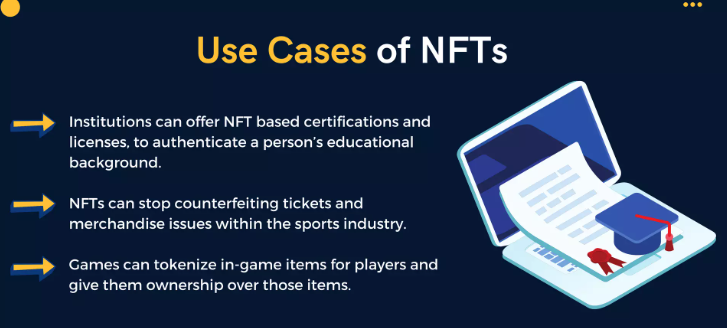 Use Cases of NFTs
Institutions can offer NFT based certifications and
licenses, to authenticate a person's educational
background.
NFTs can stop counterfeiting tickets and
merchandise issues within the sports industry.
Games can tokenize in-game items for players and
give them ownership over those items.